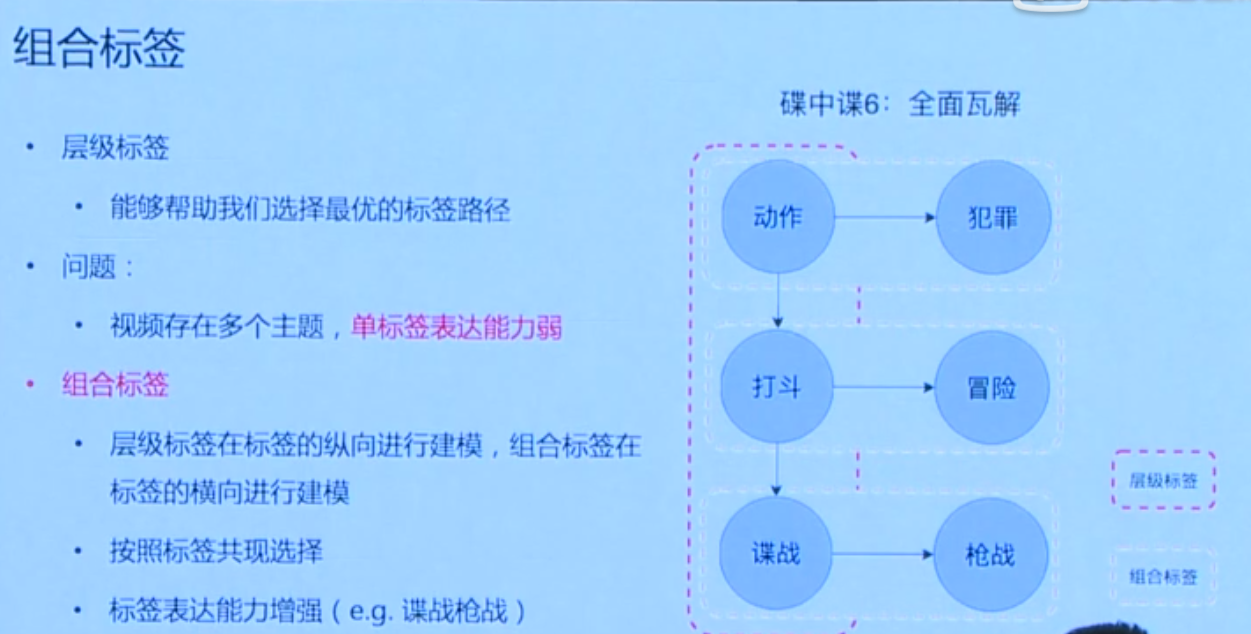 组合标签
• 层级标签
• 能够帮助我们选择最优的标签路径
• 问题：
• 视频存在多个主题，单标签表达能力弱
• 组合标签
• 层级标签在标签的纵向进行建模，组合标签在
标签的横向进行建模
• 按照标签共现选择
• 标签表达能力增强（e.g. 谍战枪战）
碟中谍6：全面瓦解
动作
犯罪
打斗
冒险
谍战
枪战
层级标签
组合标签